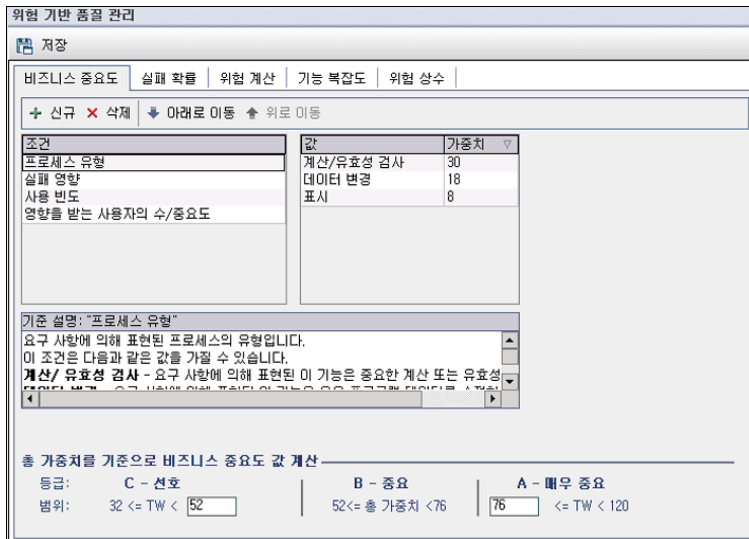 위험 기반 품질 관리
저장
비즈니스 중요도 실패 확률 위험 계산 기능 복잡도 위험 상수
신규 삭제 아래로 이동 위로 이동
조건 값 가중치
프로세스 유형 계산/유효성 검사 30
실패 영향 데이터 변경 18
사용 빈도 표시 8
영향을 받는 사용자의 수/중요도
기준 설명: "프로세스 유형"
요구 사항에 의해 표현된 프로세스의 유형입니다.
이 조건은 다음과 같은 값을 가질 수 있습니다.
계산/ 유효성 검사 - 요구 사항에 의해 표현된 이 기능은 중요한 계산 또는 유효성
총 가중치를 기준으로 비즈니스 중요도 값 계산
등급: C - 선호 B - 중요 A - 매우 중요
범위: 32 <= TW < 52 52<= 총 가중치 <76 76 <= TW < 120